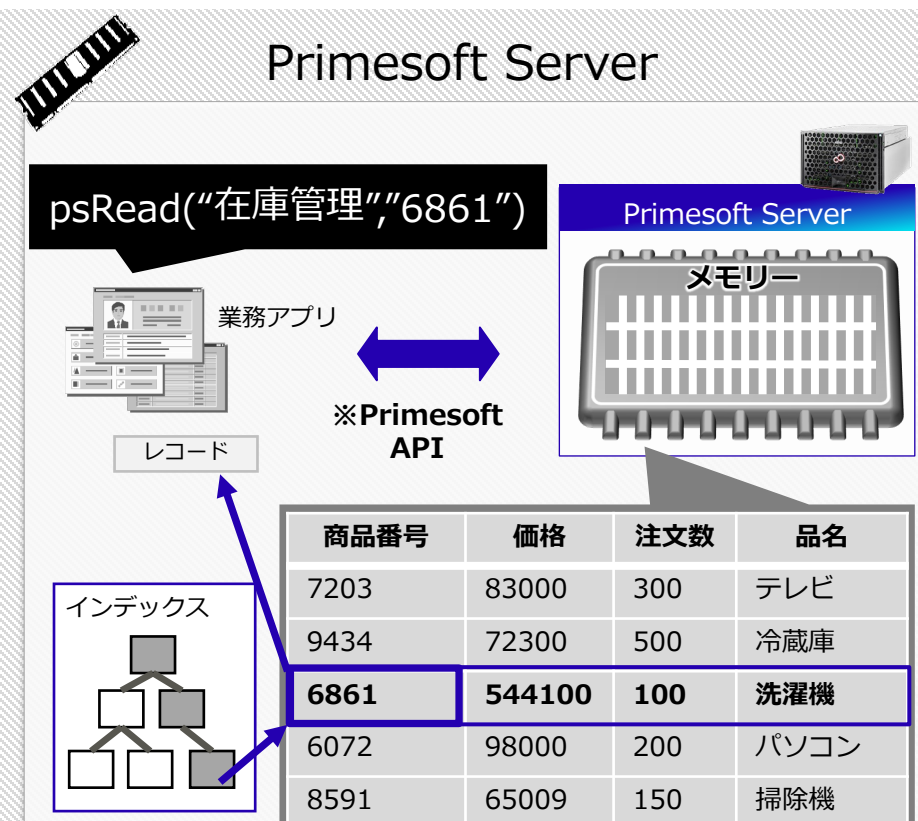 Primesoft Server
psRead(“在庫管理”,”6861”)
Primesoft Server
メモリー
業務アプリ
※Primesoft
API
レコード
商品番号 価格 注文数 品名
7203 83000 300 テレビ
9434 72300 500 冷蔵庫
6861 544100 100 洗濯機
6072 98000 200 パソコン
8591 65009 150 掃除機
インデックス